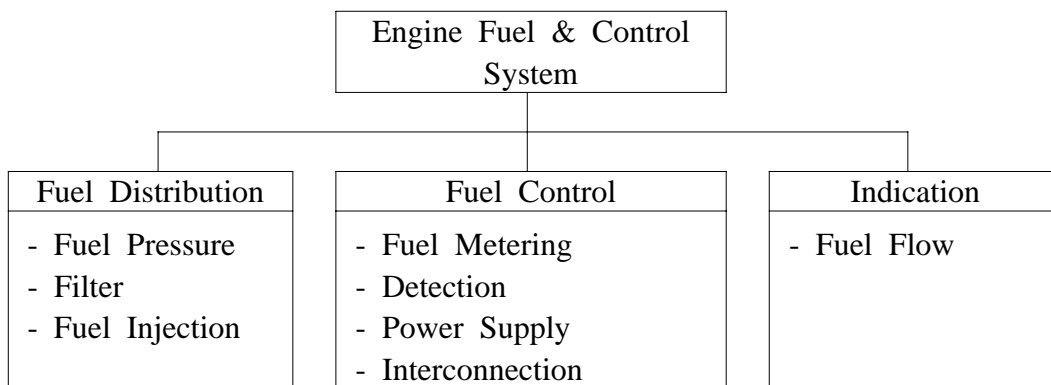 Engine Fuel & Control
System
Fuel Distribution
- Fuel Pressure
- Filter
- Fuel Injection
Fuel Control
- Fuel Metering
- Detection
- Power Supply
- Interconnection
Indication
- Fuel Flow